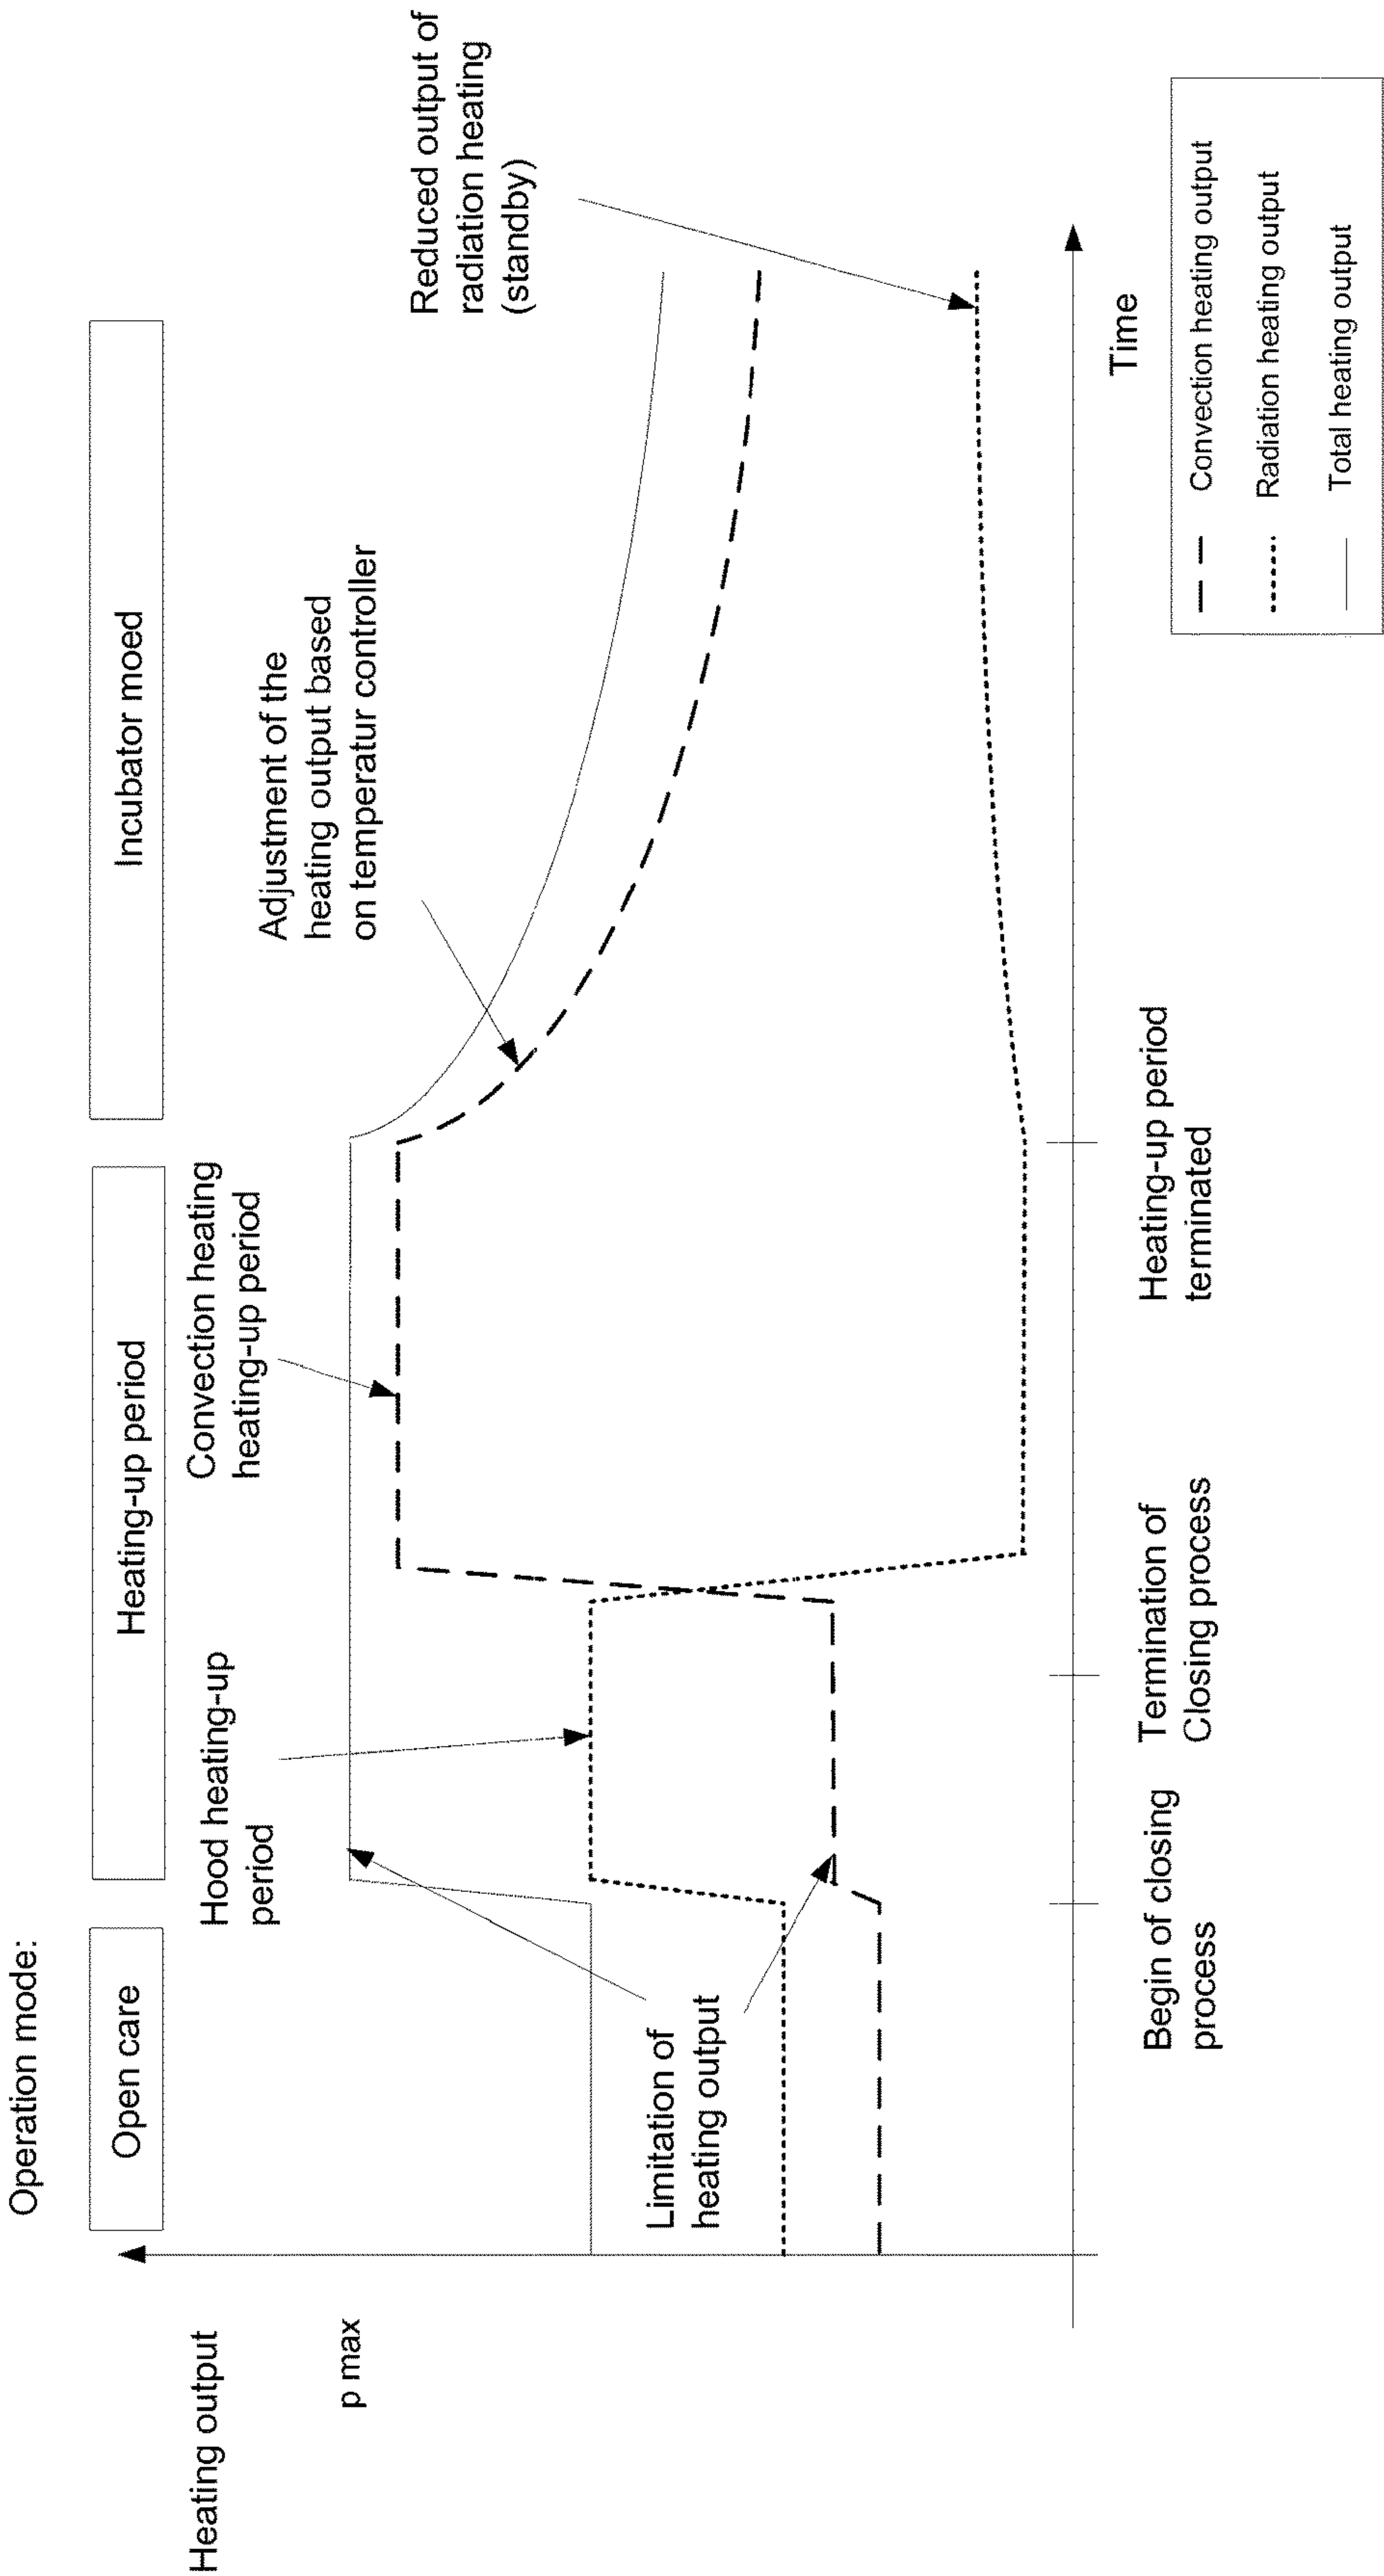 Operation mode:
Open care
Heating-up period
Incubator moed
Heating output
p max
Hood heating-up
period
Convection heating
heating-up period
Adjustment of the
heating output based
on temperatur controller
Reduced output of
radiation heating
(standby)
Limitation of
heating output
Time
Begin of closing
process
Termination of
Closing process
Heating-up period
terminated
Convection heating output
Radiation heating output
Total heating output